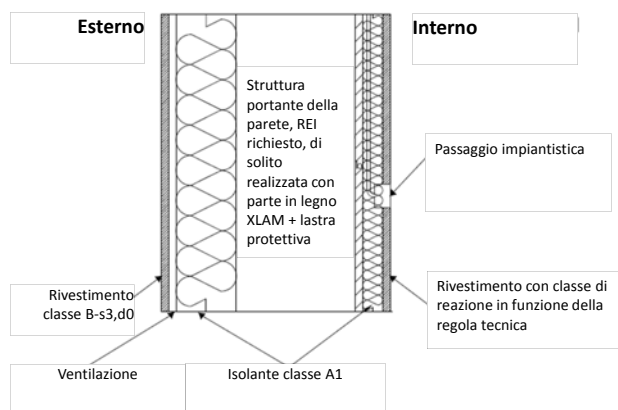 Esterno
Interno
Struttura
portante della
parete, REI
richiesto, di
solito
realizzata con
parte in legno
XLAM + lastra
protettiva
Passaggio impiantistica
Rivestimento
classe B-s3,d0
Rivestimento con classe di
reazione in funzione della
regola tecnica
Ventilazione
Isolante classe A1